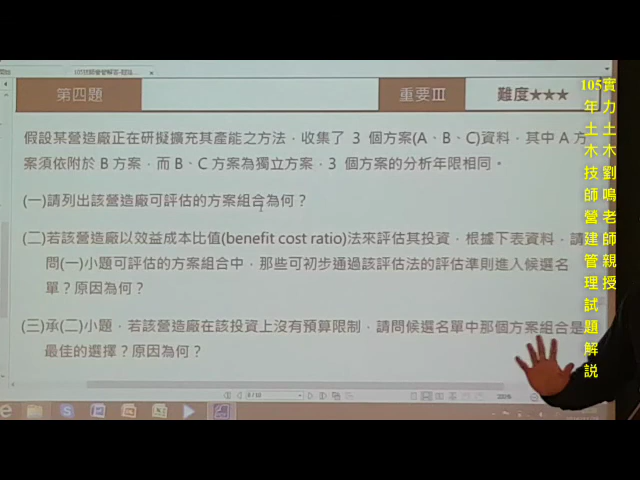 第四題
重要III
難度★★★
假設某營造廠正在研擬擴充其產能之方法，收集了 3 個方案(A、B、C)資料，其中 A 方
案須依附於 B 方案，而 B、C 方案為獨立方案，3 個方案的分析年限相同。
(一)請列出該營造廠可評估的方案組合為何？
(二)若該營造廠以效益成本比值(benefit cost ratio)法來評估其投資，根據下表資料，請
問(一)小題可評估的方案組合中，那些可初步通過該評估法的評估準則進入候選名
單？原因為何？
(三)承(二)小題，若該營造廠在該投資上沒有預算限制，請問候選名單中那個方案組合是
最佳的選擇？原因為何？
實力土木劉鳴老師親授
105年土木技師營建管理試題解說